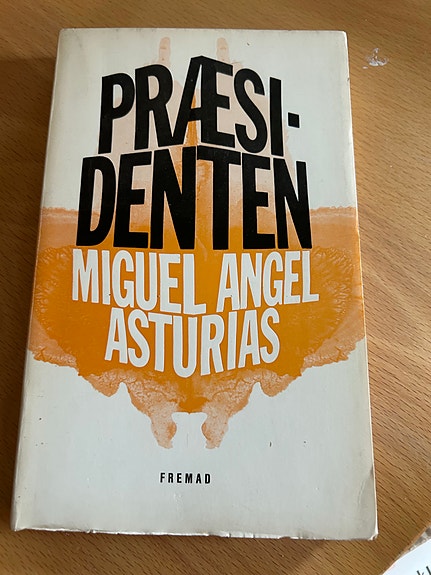 PRÆSI-
DENTEN
MIGUEL ANGEL
ASTURIAS
FREMAD